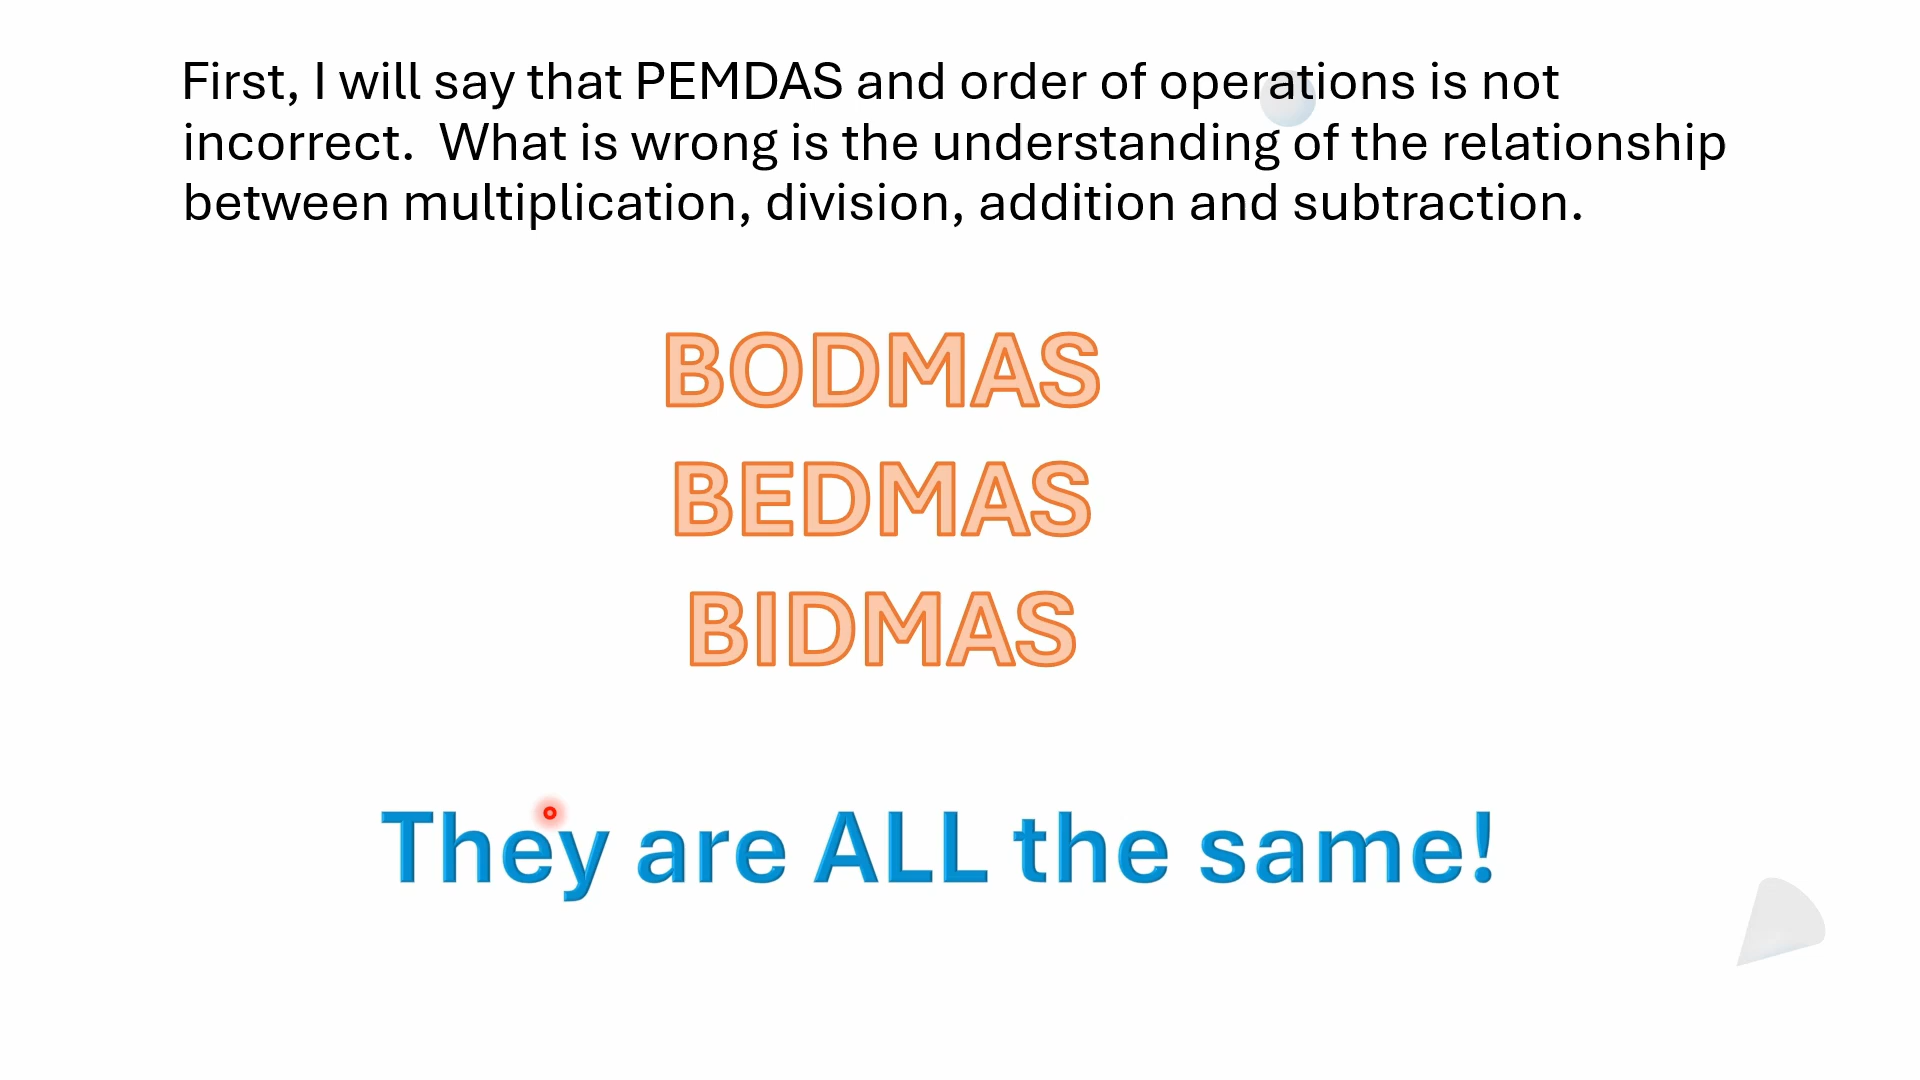 First, I will say that PEMDAS and order of operations is not
incorrect.  What is wrong is the understanding of the relationship
between multiplication, division, addition and subtraction.
BODMAS
BEDMAS
BIDMAS
They are ALL the same!